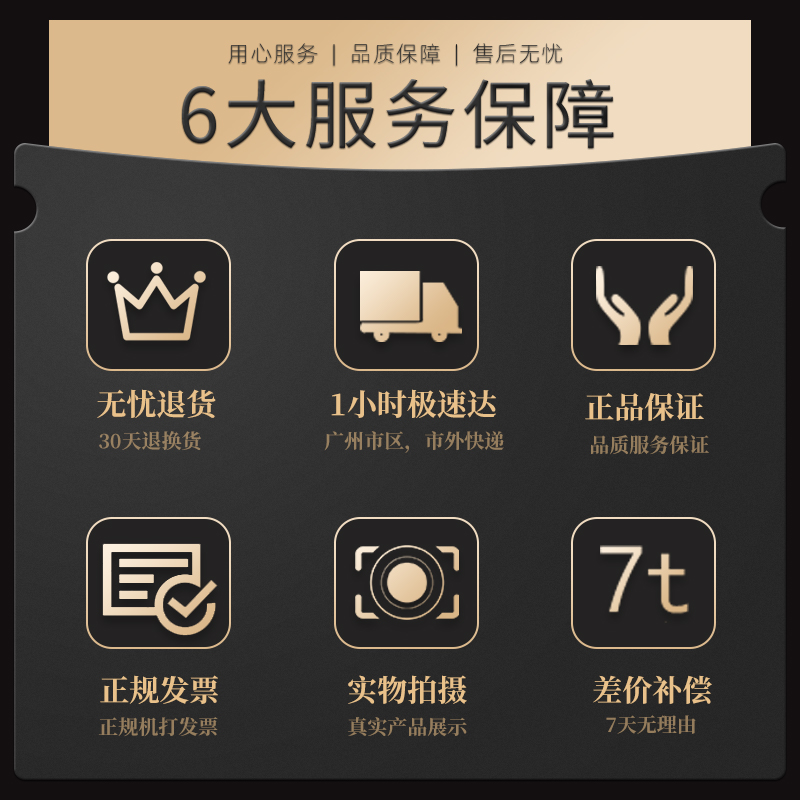 用心服务 | 品质保障 | 售后无忧
6大服务保障
无忧退货
30天退换货
1小时极速达
广州市区，市外快递
正品保证
品质服务保证
正规发票
正规机打发票
实物拍摄
真实产品展示
7t
差价补偿
7天无理由